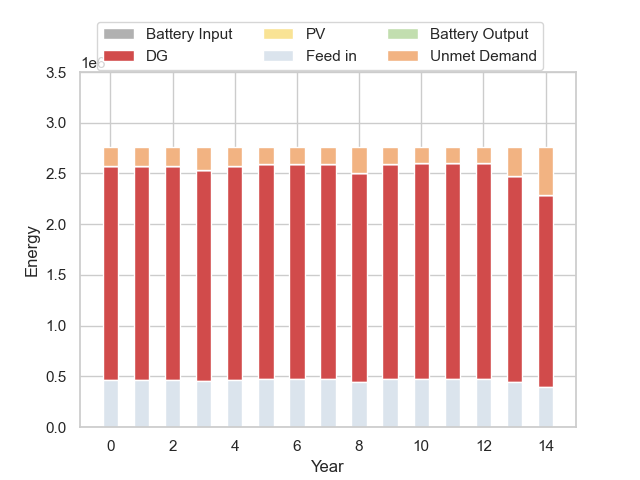 Battery Input PV Battery Output
DG Feed in Unmet Demand
1e6
3.5
3.0
2.5
2.0
1.5
1.0
0.5
0.0
Energy
0 2 4 6 8 10 12 14
Year